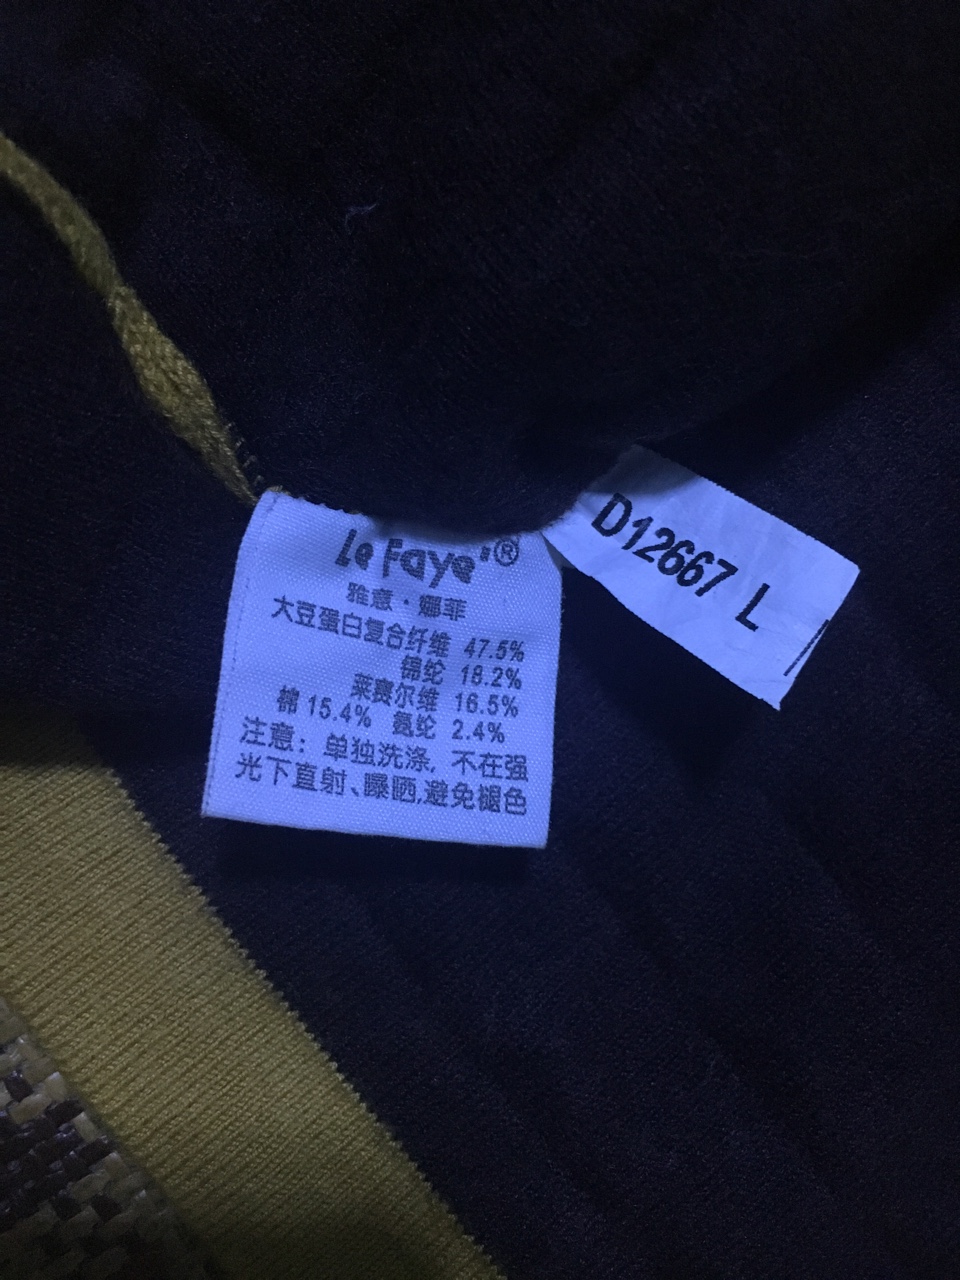 le Faye'®
雅意·娜菲
大豆蛋白复合纤维 47.5%
锦纶 18.2%
莱赛尔维 16.5%
棉 15.4% 氨纶 2.4%
注意：单独洗涤, 不在强
光下直射、曝晒,避免褪色
D12667 L